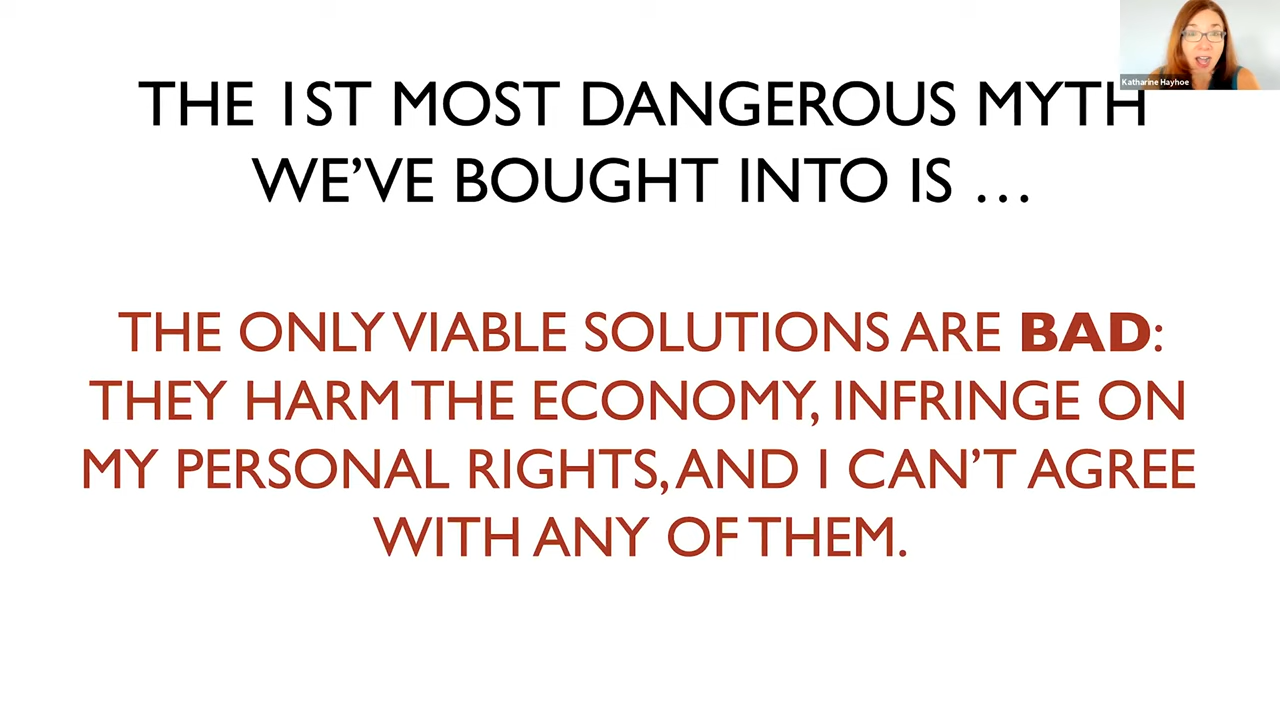 THE 1ST MOST DANGEROUS MYTH
WE’VE BOUGHT INTO IS …
THE ONLY VIABLE SOLUTIONS ARE BAD:
THEY HARM THE ECONOMY, INFRINGE ON
MY PERSONAL RIGHTS, AND I CAN’T AGREE
WITH ANY OF THEM.
Katharine Hayhoe